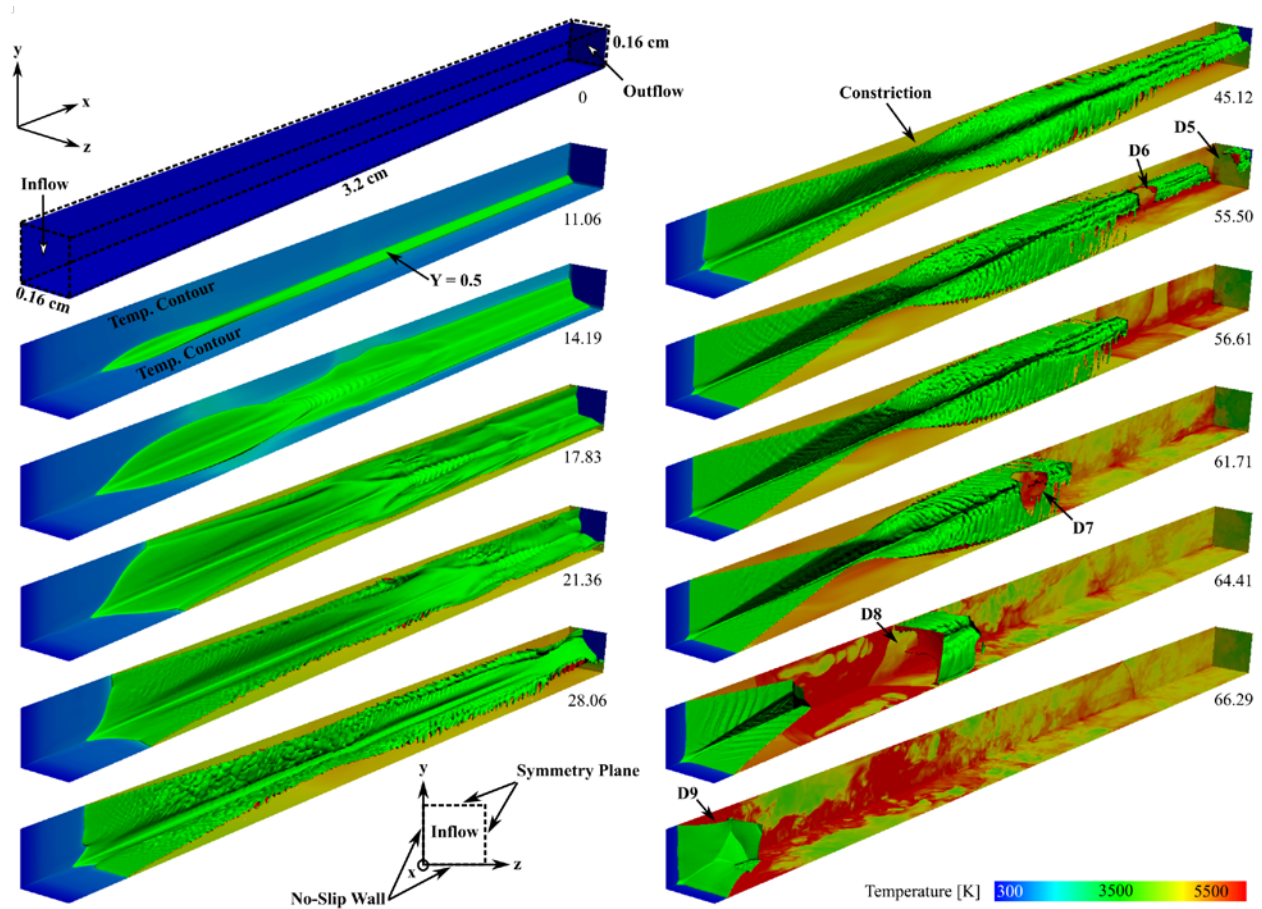 y
x
z
0.16 cm
Outflow
0
Inflow
3.2 cm
0.16 cm
11.06
Y = 0.5
Temp. Contour
Temp. Contour
14.19
17.83
21.36
28.06
y
Symmetry Plane
Inflow
x
z
No-Slip Wall
Constriction
45.12
D5
D6
55.50
56.61
61.71
D7
64.41
D8
66.29
D9
Temperature [K] 300 3500 5500